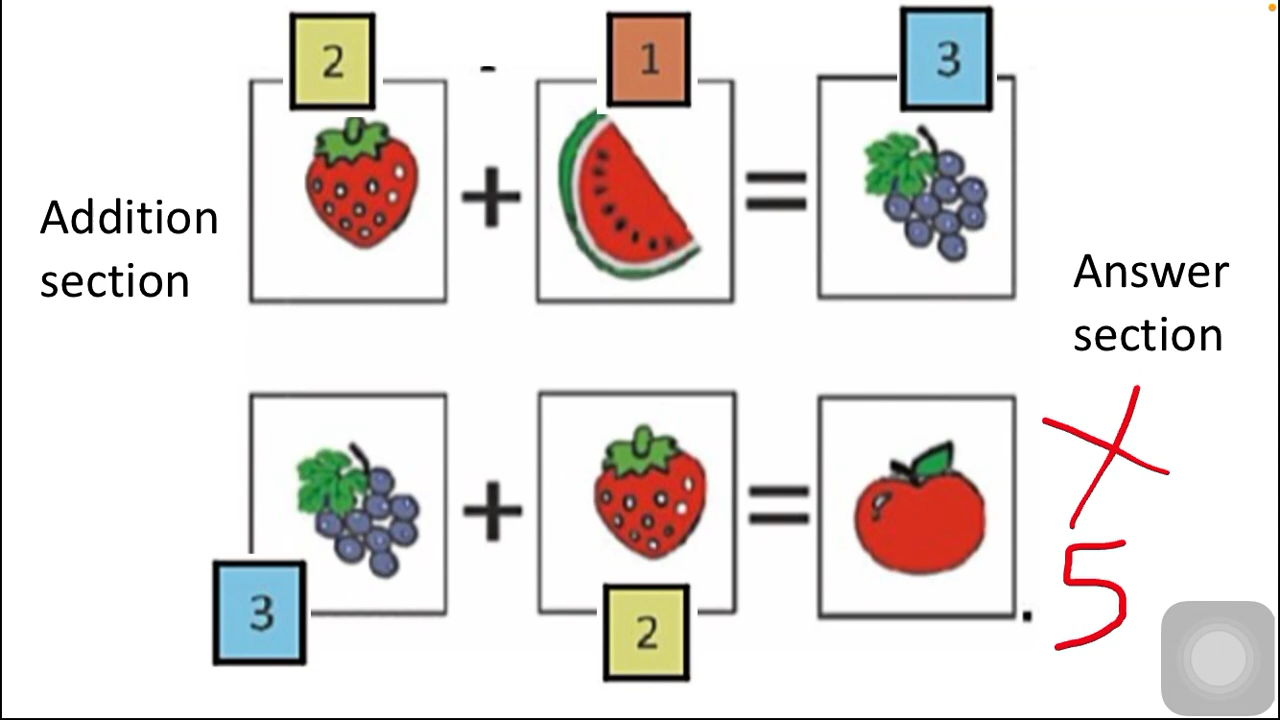 2 - 1 3
+ =
Addition
section
Answer
section
+ =
X
5
3
2